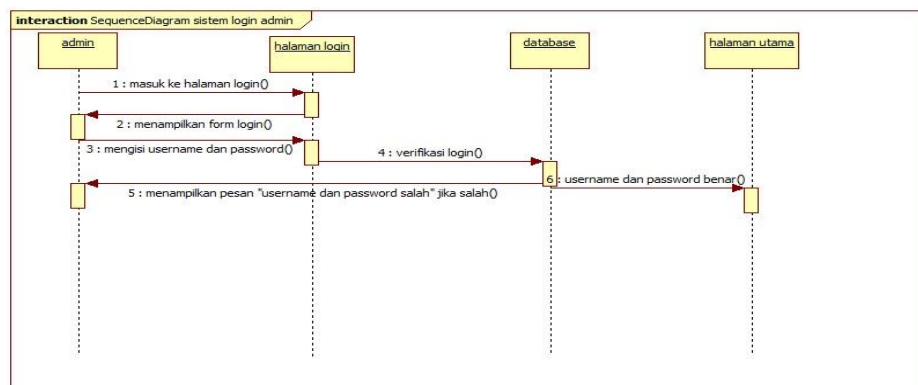 interaction SequenceDiagram sistem login admin
admin
halaman login
database
halaman utama
1 : masuk ke halaman login()
2 : menampilkan form login()
3 : mengisi username dan password()
4 : verifikasi login()
5 : menampilkan pesan "username dan password salah" jika salah()
6 : username dan password benar()